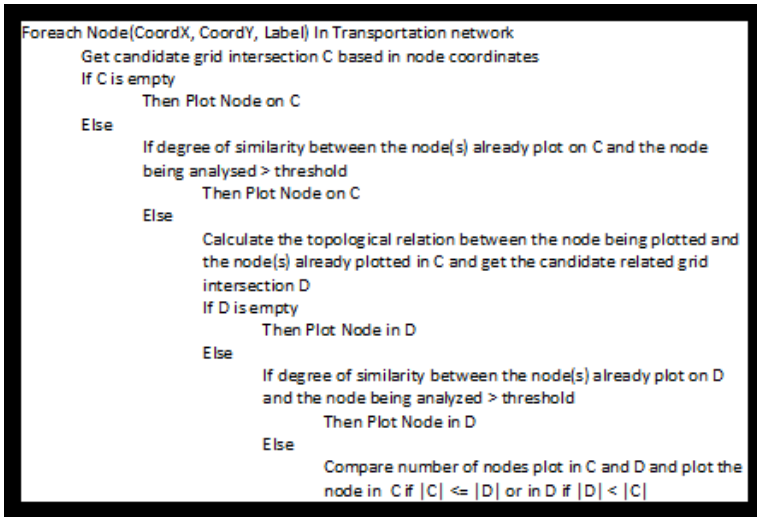 Foreach Node(CoordX, CoordY, Label) In Transportation network
Get candidate grid intersection C based in node coordinates
If C is empty
Then Plot Node on C
Else
If degree of similarity between the node(s) already plot on C and the node
being analysed > threshold
Then Plot Node on C
Else
Calculate the topological relation between the node being plotted and
the node(s) already plotted in C and get the candidate related grid
intersection D
If D is empty
Then Plot Node in D
Else
If degree of similarity between the node(s) already plot on D
and the node being analyzed > threshold
Then Plot Node in D
Else
Compare number of nodes plot in C and D and plot the
node in C if |C| <= |D| or in D if |D| < |C|